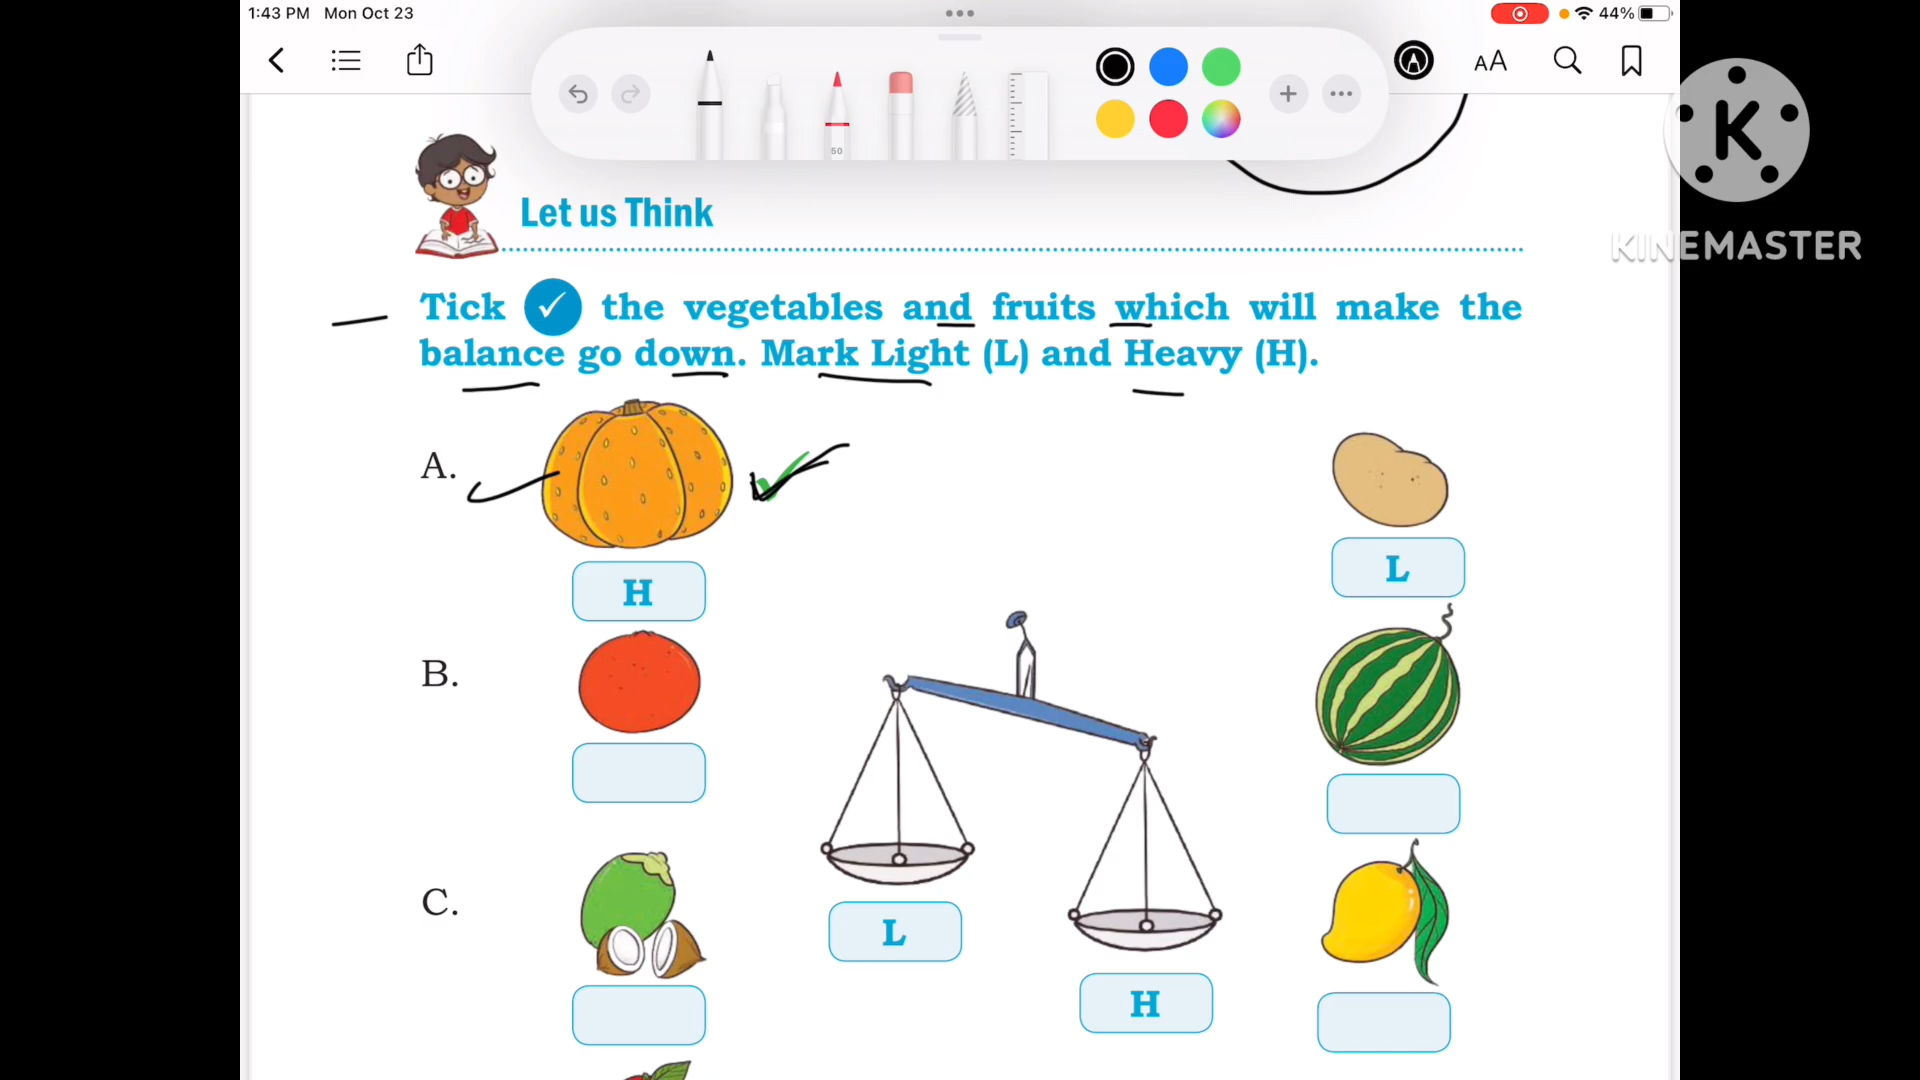 1:43 PM Mon Oct 23
44%
AA
50
K
KINEMASTER
Let us Think
Tick ✓ the vegetables and fruits which will make the
balance go down. Mark Light (L) and Heavy (H).
A.
H
L
B.
C.
L
H